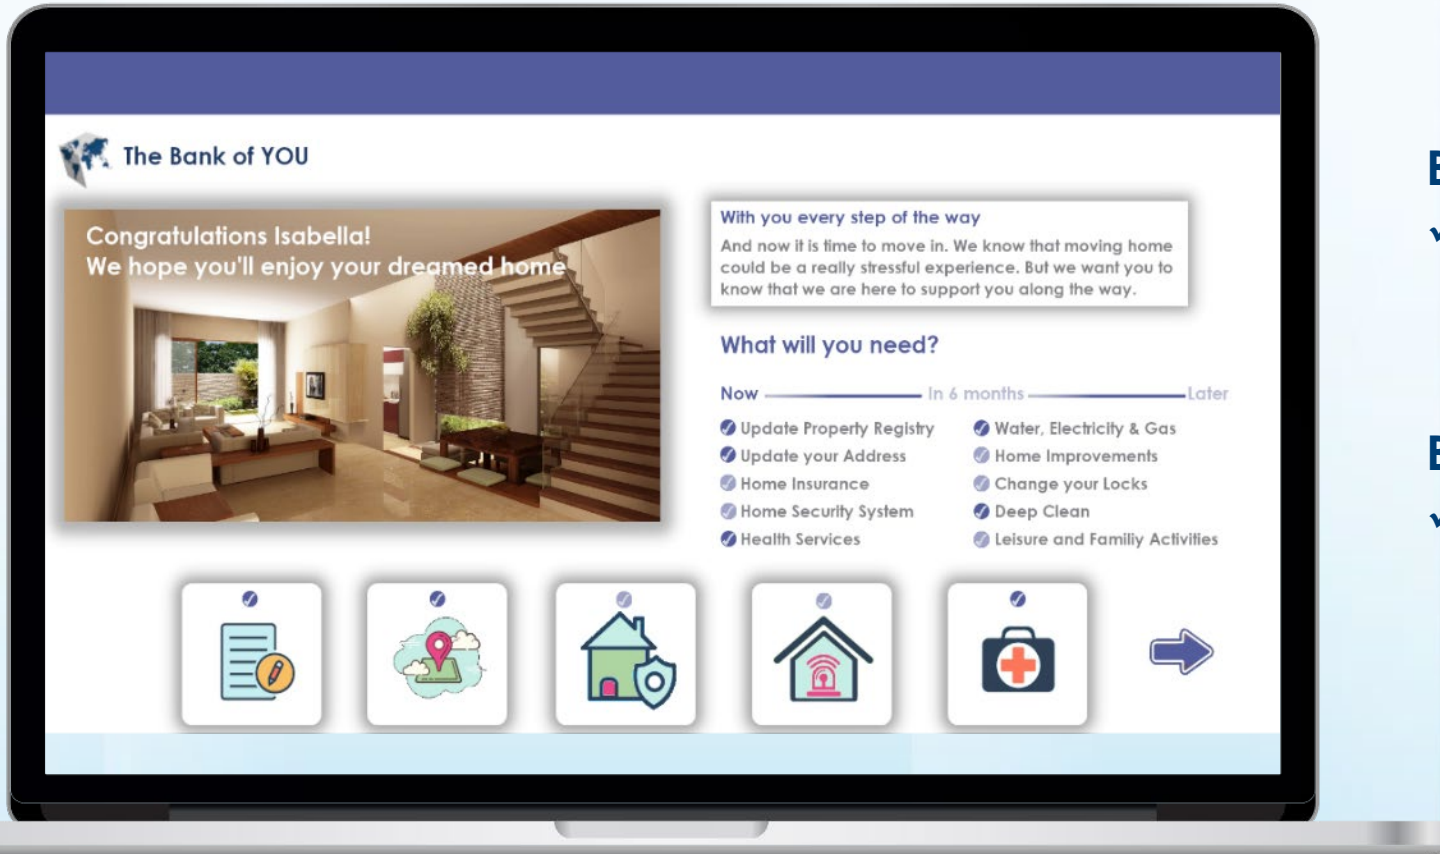 The Bank of YOU
Congratulations Isabella!
We hope you'll enjoy your dreamed home
With you every step of the way
And now it is time to move in. We know that moving home
could be a really stressful experience. But we want you to
know that we are here to support you along the way.
What will you need?
Now In 6 months Later
Update Property Registry
Update your Address
Home Insurance
Home Security System
Health Services
Water, Electricity & Gas
Home Improvements
Change your Locks
Deep Clean
Leisure and Familiy Activities